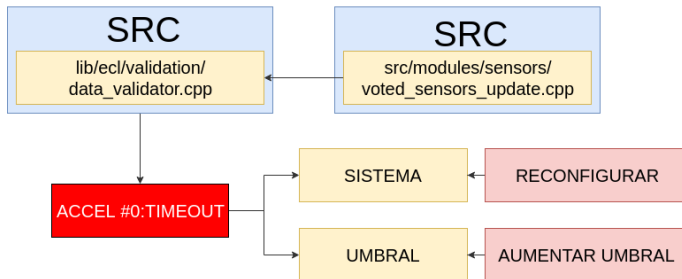 SRC
lib/ecl/validation/
data_validator.cpp
SRC
src/modules/sensors/
voted_sensors_update.cpp
ACCEL #0:TIMEOUT
SISTEMA
RECONFIGURAR
UMBRAL
AUMENTAR UMBRAL